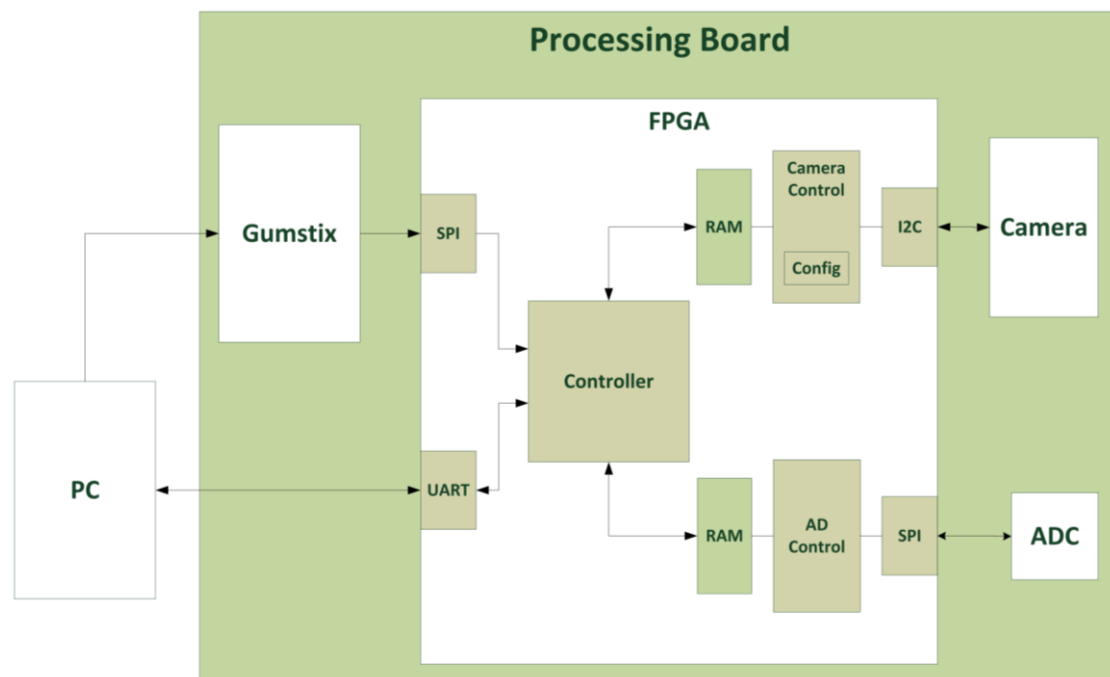 Processing Board
FPGA
Gumstix
SPI
RAM
Camera
Control
Config
I2C
Camera
Controller
PC
UART
RAM
AD
Control
SPI
ADC